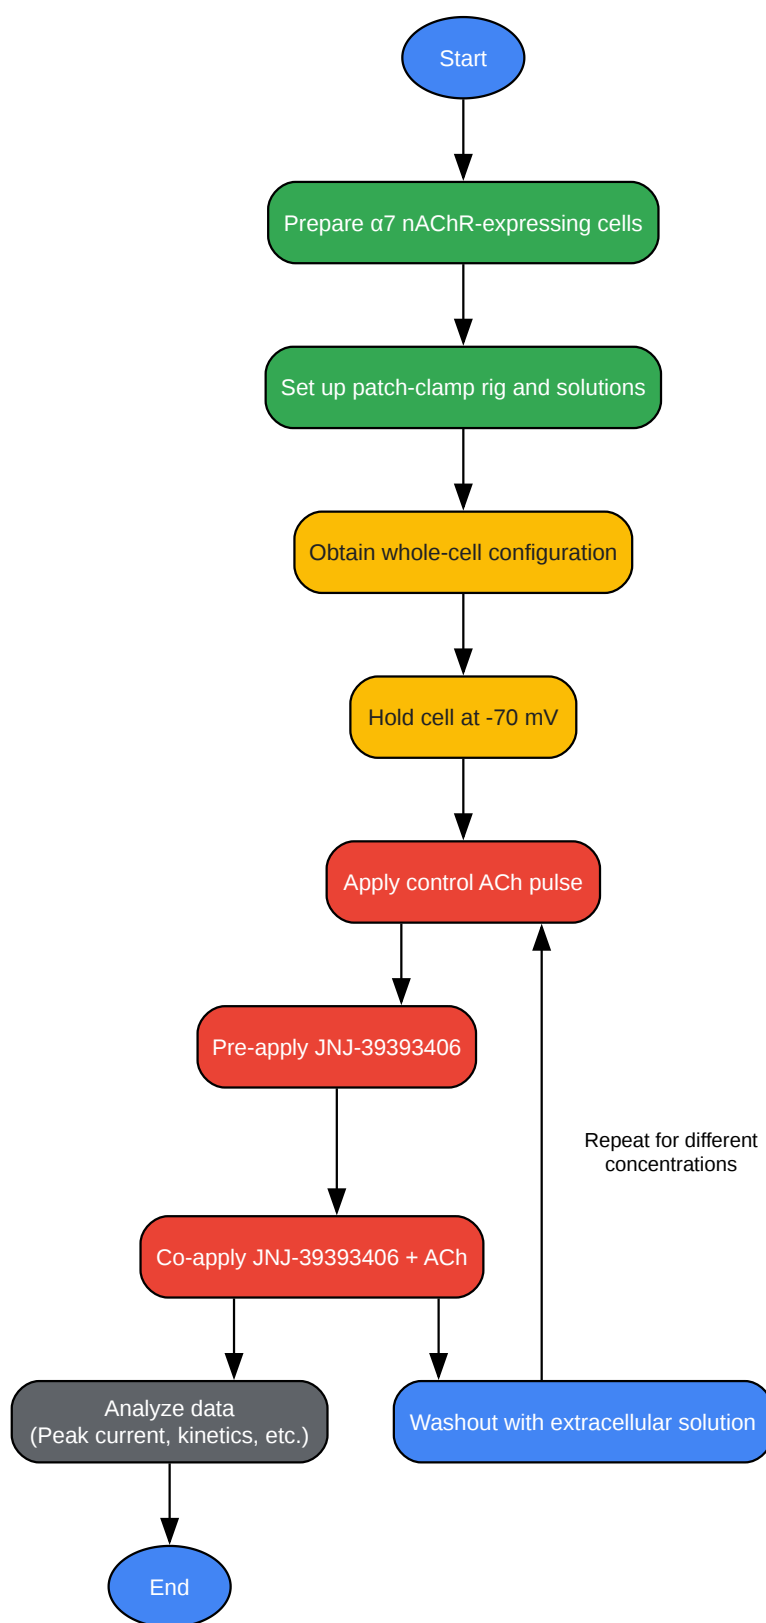 Start
Prepare α7 nAChR-expressing cells
Set up patch-clamp rig and solutions
Obtain whole-cell configuration
Hold cell at -70 mV
Apply control ACh pulse
Pre-apply JNJ-39393406
Repeat for different
concentrations
Co-apply JNJ-39393406 + ACh
Analyze data
(Peak current, kinetics, etc.)
Washout with extracellular solution
End